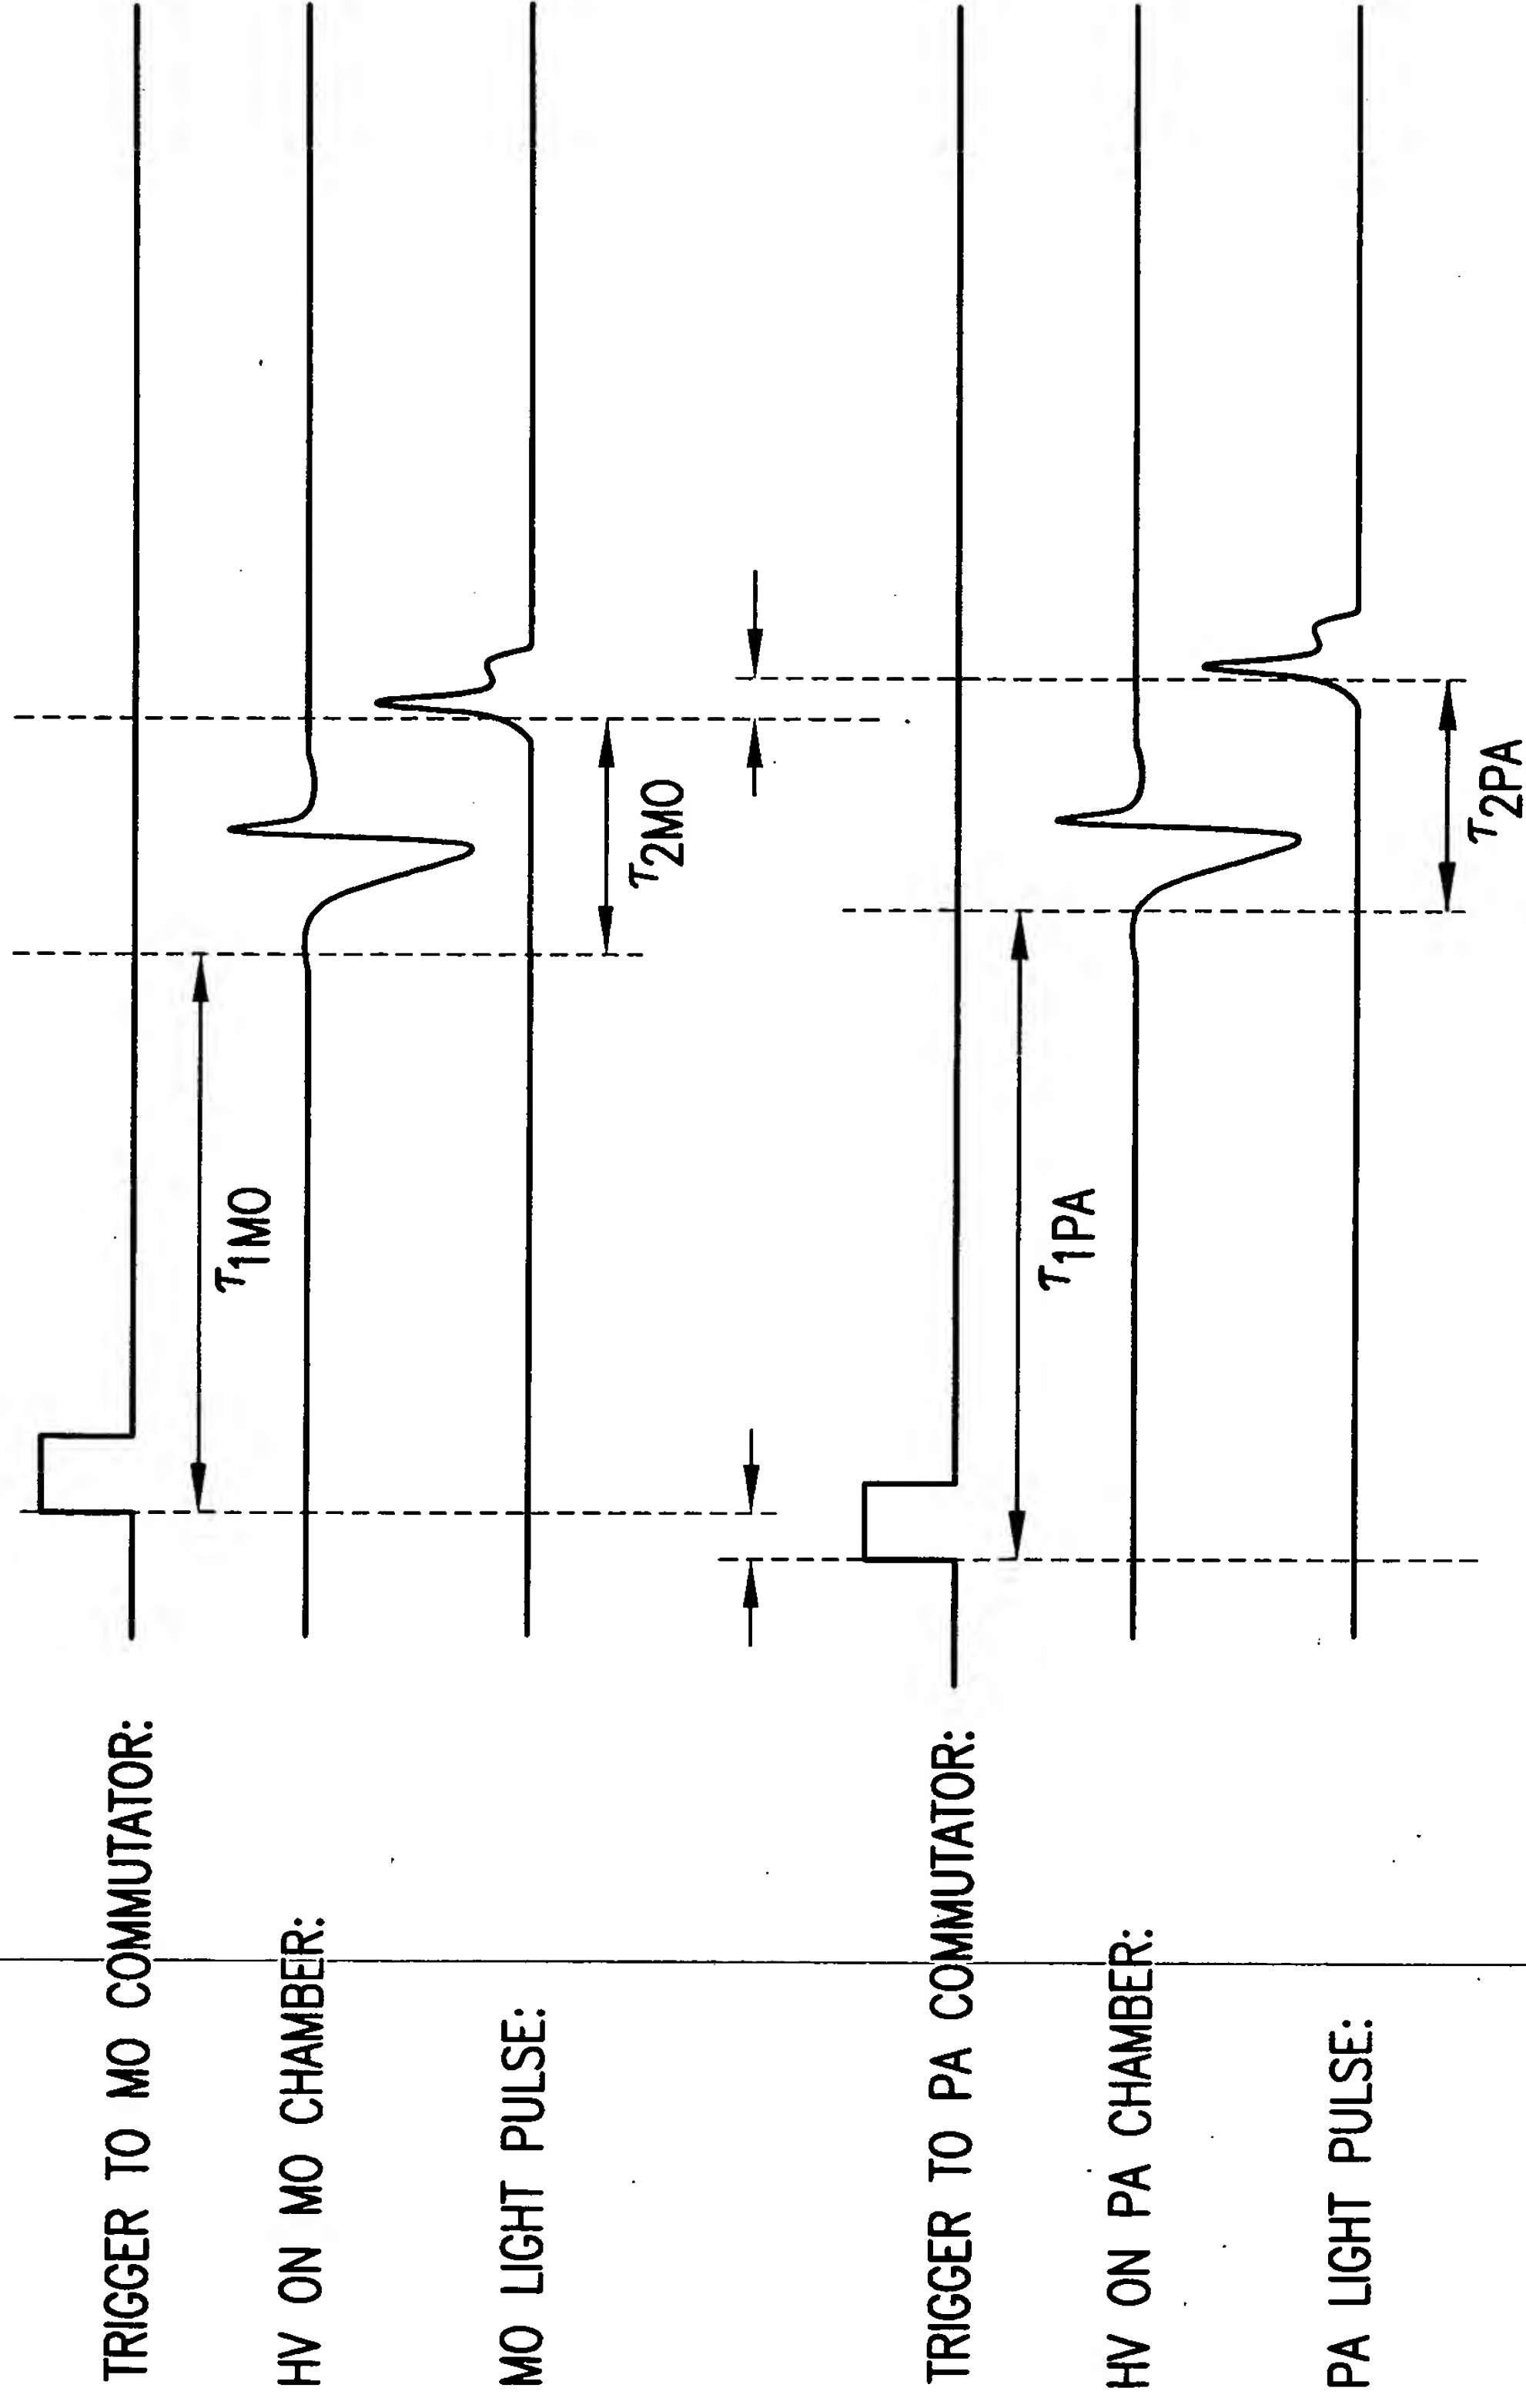 TRIGGER TO MO COMMUTATOR:
τ1MO
HV ON MO CHAMBER:
MO LIGHT PULSE:
τ2MO
TRIGGER TO PA COMMUTATOR:
τ1PA
HV ON PA CHAMBER:
PA LIGHT PULSE:
τ2PA